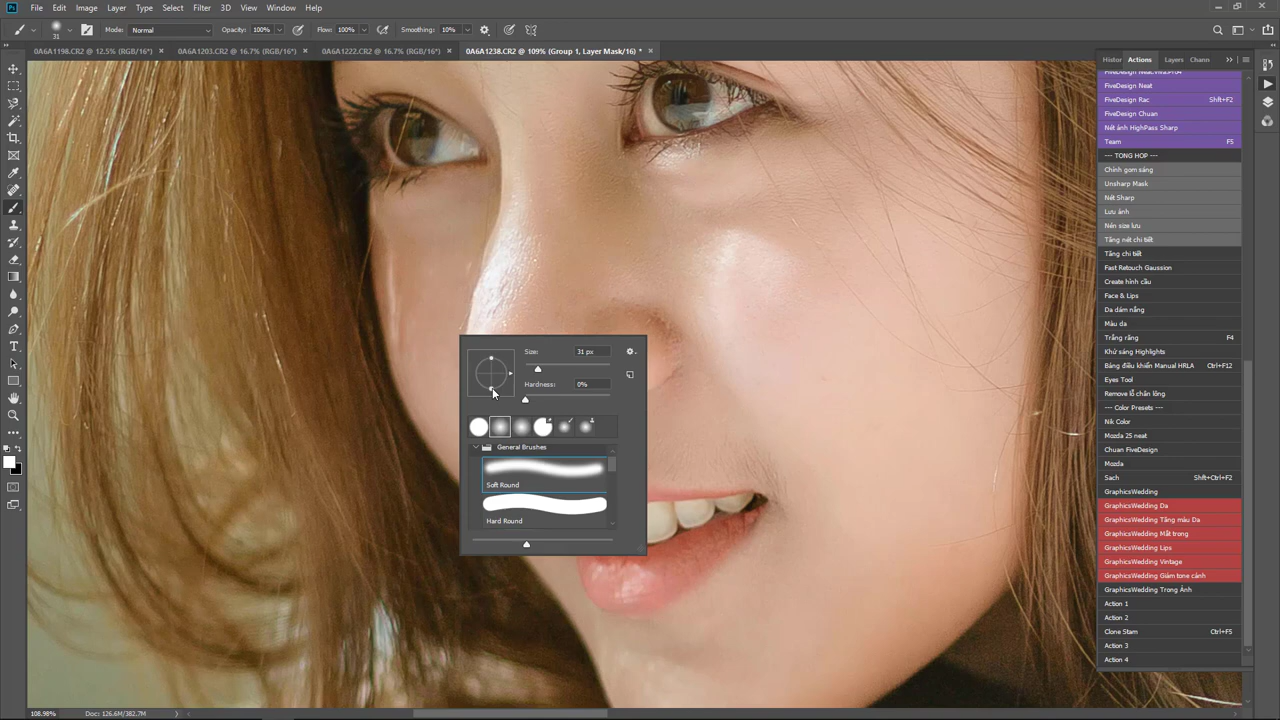 Ps File Edit Image Layer Type Select Filter 3D View Window Help
31 Mode: Normal Opacity: 100% Flow: 100% Smoothing: 10%
0A6A1198.CR2 @ 12.5% (RGB/16*) × 0A6A1203.CR2 @ 16.7% (RGB/16*) × 0A6A1222.CR2 @ 16.7% (RGB/16*) × 0A6A1238.CR2 @ 109% (Group 1, Layer Mask/16) * ×
Histor Actions Layers Chann
FiveDesign Neat
FiveDesign Rac Shft+F2
FiveDesign Chuan
Nét ảnh HighPass Sharp
Team F5
--- TONG HOP ---
Chỉnh gom sáng
Unsharp Mask
Nét Sharp
Lưu ảnh
Nén size lưu
Tăng nét chi tiết
Tăng chi tiết
Fast Retouch Gaussion
Create hình cầu
Face & Lips
Da dám nắng
Màu da
Trắng răng F4
Khử sáng Highlights
Bảng điều khiển Manual HRLA Ctrl+F12
Eyes Tool
Remove lỗ chân lông
--- Color Presets ---
Nik Color
Mozda 25 neat
Chuan FiveDesign
Mozda
Sach Shft+Ctrl+F2
GraphicsWedding
GraphicsWedding Da
GraphicsWedding Tăng màu Da
GraphicsWedding Mắt trong
GraphicsWedding Lips
GraphicsWedding Vintage
GraphicsWedding Giảm tone cảnh
GraphicsWedding Trong Ảnh
Action 1
Action 2
Clone Stam Ctrl+F5
Action 3
Action 4
Size: 31 px
Hardness: 0%
General Brushes
Soft Round
Hard Round
108.98% Doc: 126.6M/382.7M